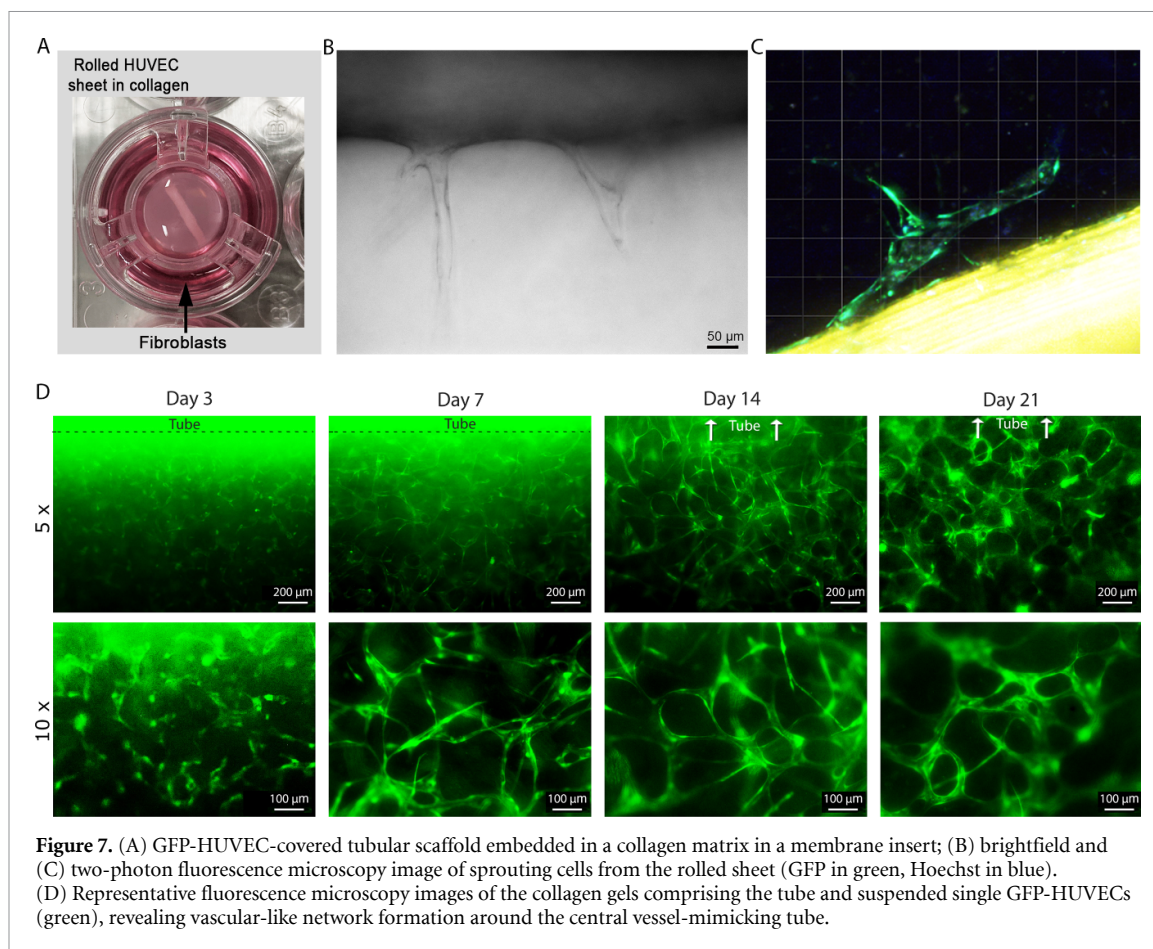 A
Rolled HUVEC
sheet in collagen
Fibroblasts
B
50 µm
C
D
Day 3
Day 7
Day 14
Day 21
5 x
Tube
Tube
Tube
Tube
200 µm
200 µm
200 µm
200 µm
10 x
100 µm
100 µm
100 µm
100 µm
Figure 7. (A) GFP-HUVEC-covered tubular scaffold embedded in a collagen matrix in a membrane insert; (B) brightfield and
(C) two-photon fluorescence microscopy image of sprouting cells from the rolled sheet (GFP in green, Hoechst in blue).
(D) Representative fluorescence microscopy images of the collagen gels comprising the tube and suspended single GFP-HUVECs
(green), revealing vascular-like network formation around the central vessel-mimicking tube.